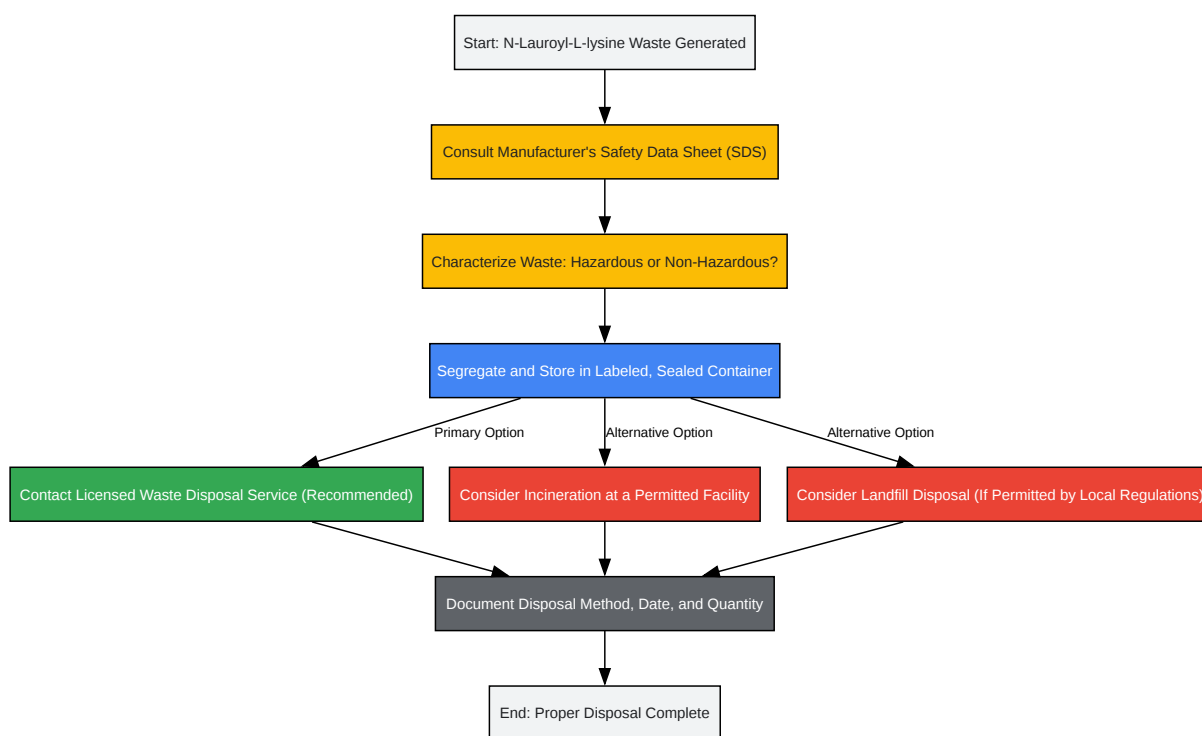 Start: N-Lauroyl-L-lysine Waste Generated
Consult Manufacturer's Safety Data Sheet (SDS)
Characterize Waste: Hazardous or Non-Hazardous?
Segregate and Store in Labeled, Sealed Container
Primary Option
Alternative Option
Alternative Option
Contact Licensed Waste Disposal Service (Recommended)
Consider Incineration at a Permitted Facility
Consider Landfill Disposal (If Permitted by Local Regulations)
Document Disposal Method, Date, and Quantity
End: Proper Disposal Complete